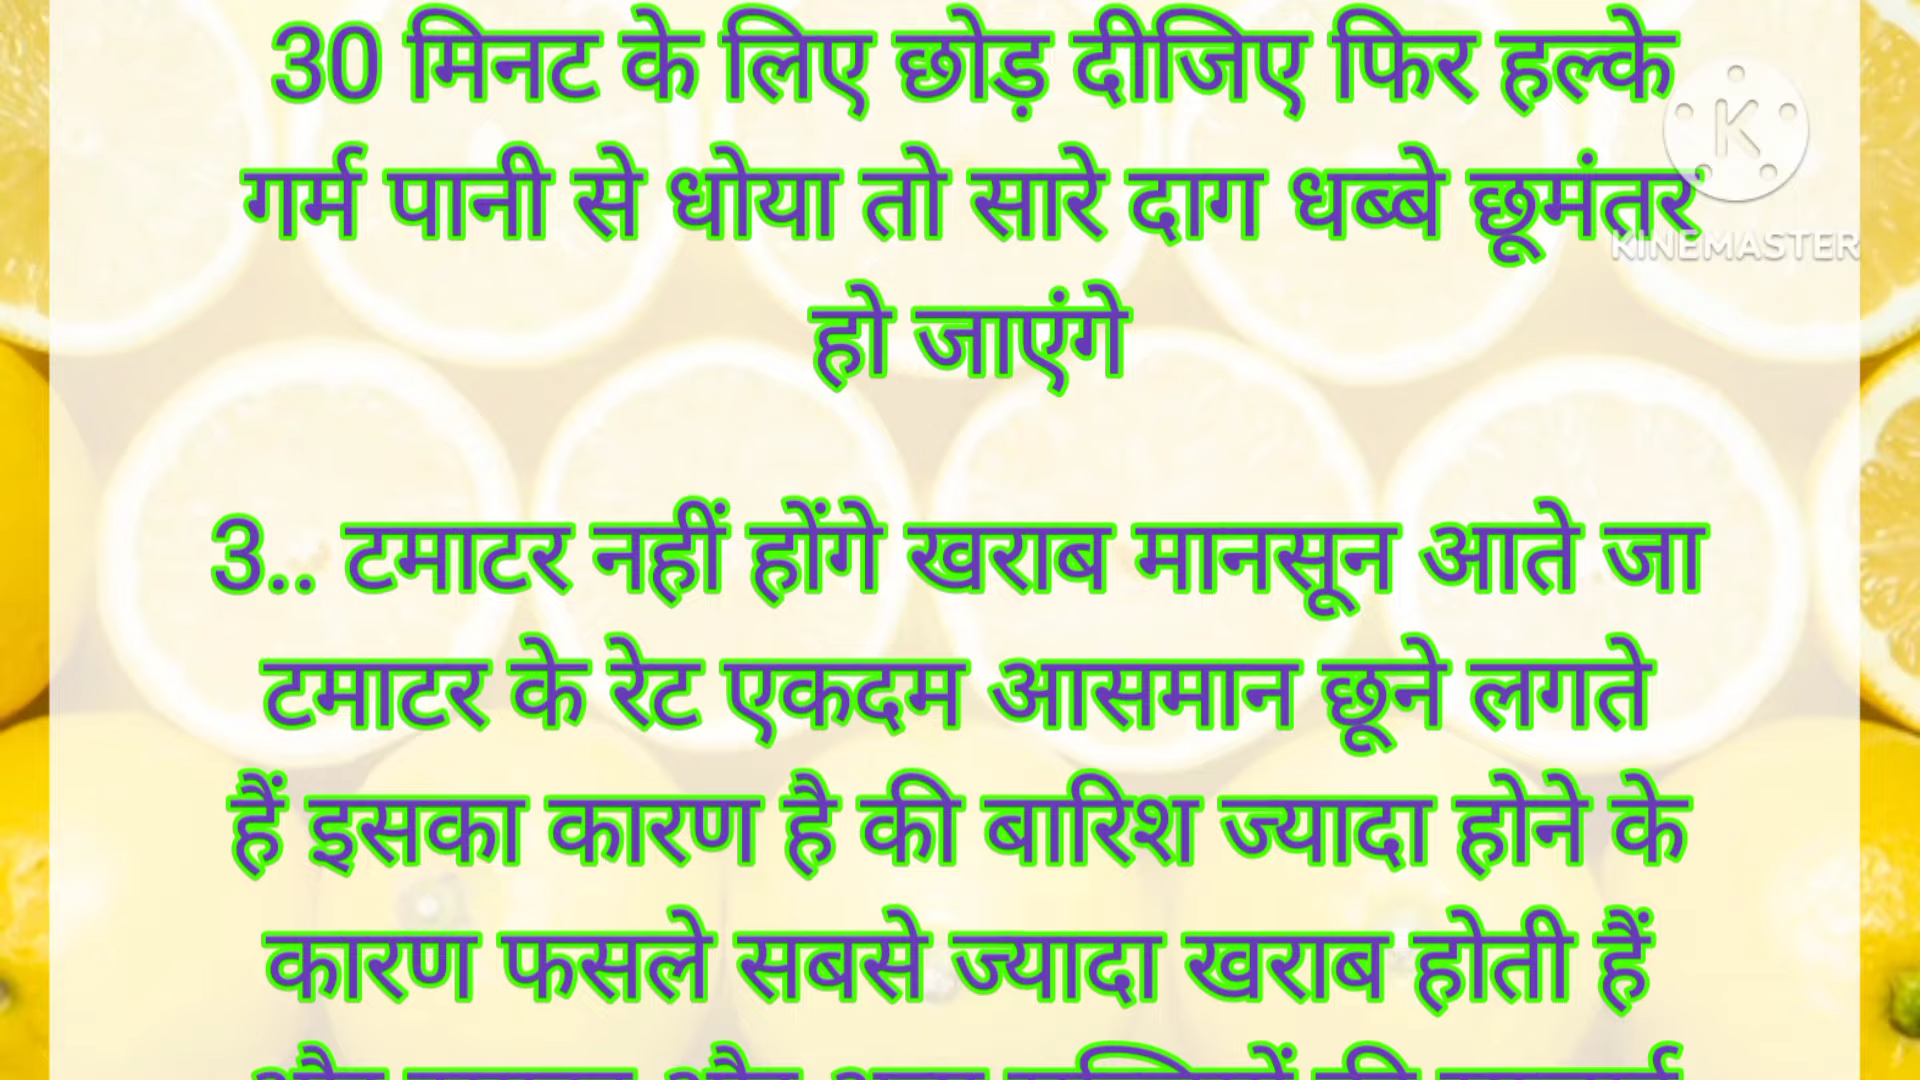 30 मिनट के लिए छोड़ दीजिए फिर हल्के
गर्म पानी से धोया तो सारे दाग धब्बे छूमंतर
हो जाएंगे
K
KINEMASTER
3.. टमाटर नहीं होंगे खराब मानसून आते जा
टमाटर के रेट एकदम आसमान छूने लगते
हैं इसका कारण है की बारिश ज्यादा होने के
कारण फसले सबसे ज्यादा खराब होती हैं